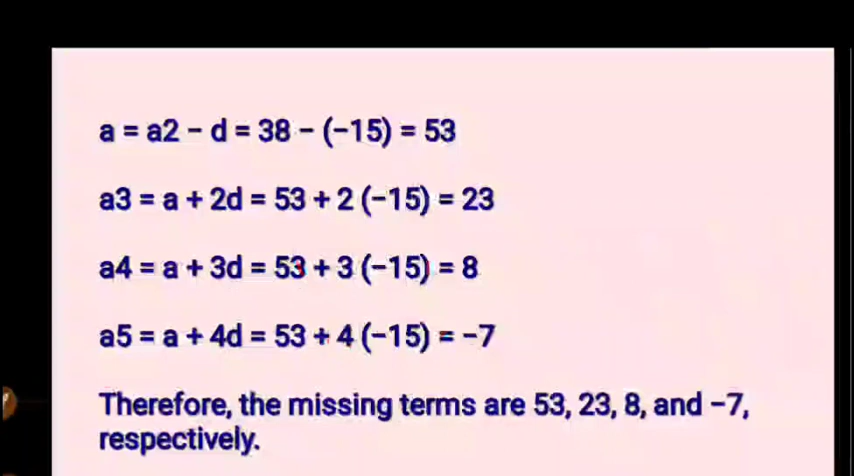 a = a2 − d = 38 − (−15) = 53
a3 = a + 2d = 53 + 2 (−15) = 23
a4 = a + 3d = 53 + 3 (−15) = 8
a5 = a + 4d = 53 + 4 (−15) = −7
Therefore, the missing terms are 53, 23, 8, and −7,
respectively.